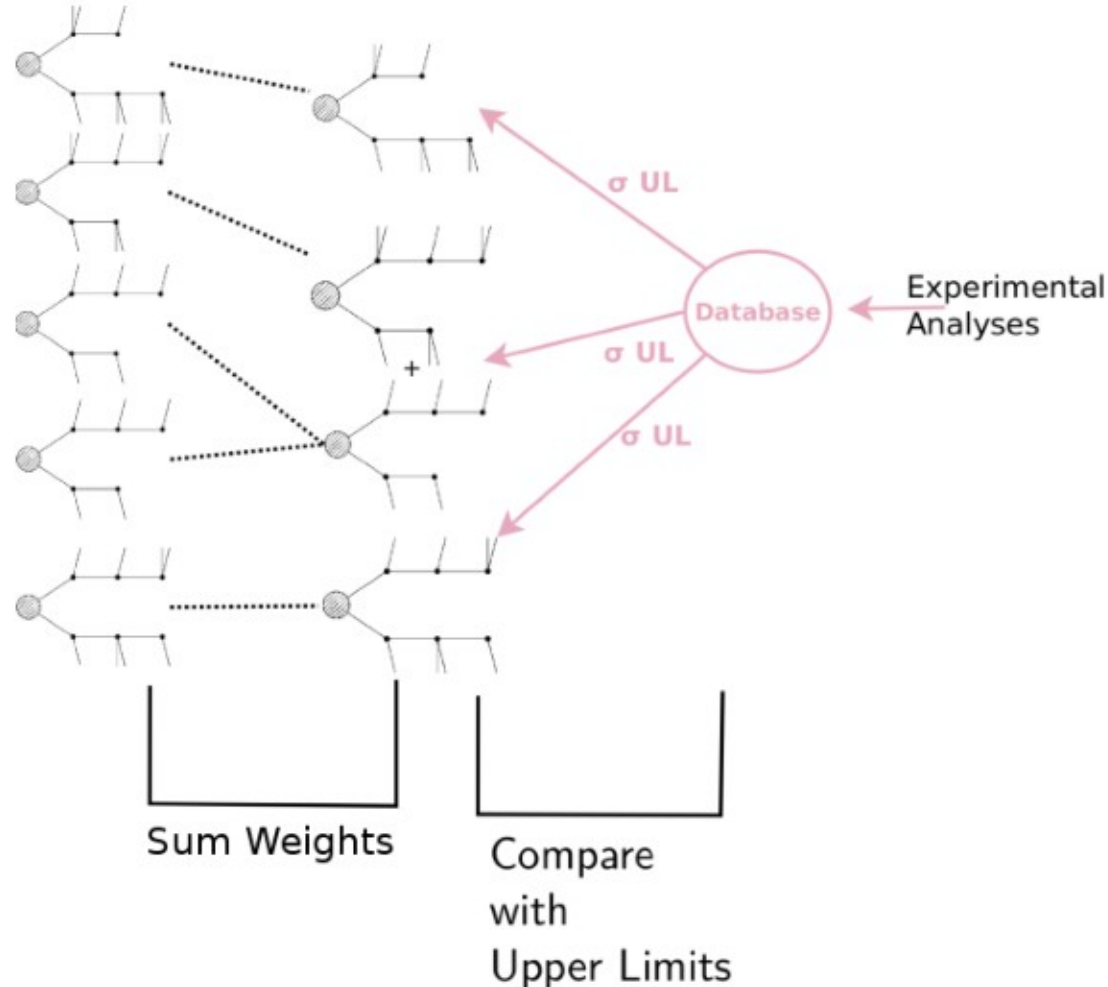 σ UL
Database
Experimental
Analyses
σ UL
+
σ UL
Sum Weights
Compare
with
Upper Limits